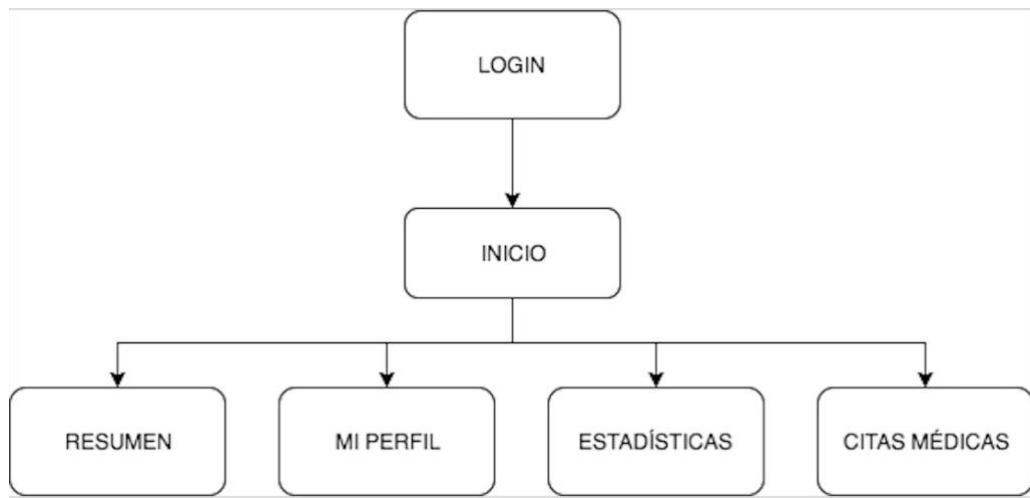 LOGIN
INICIO
RESUMEN
MI PERFIL
ESTADÍSTICAS
CITAS MÉDICAS